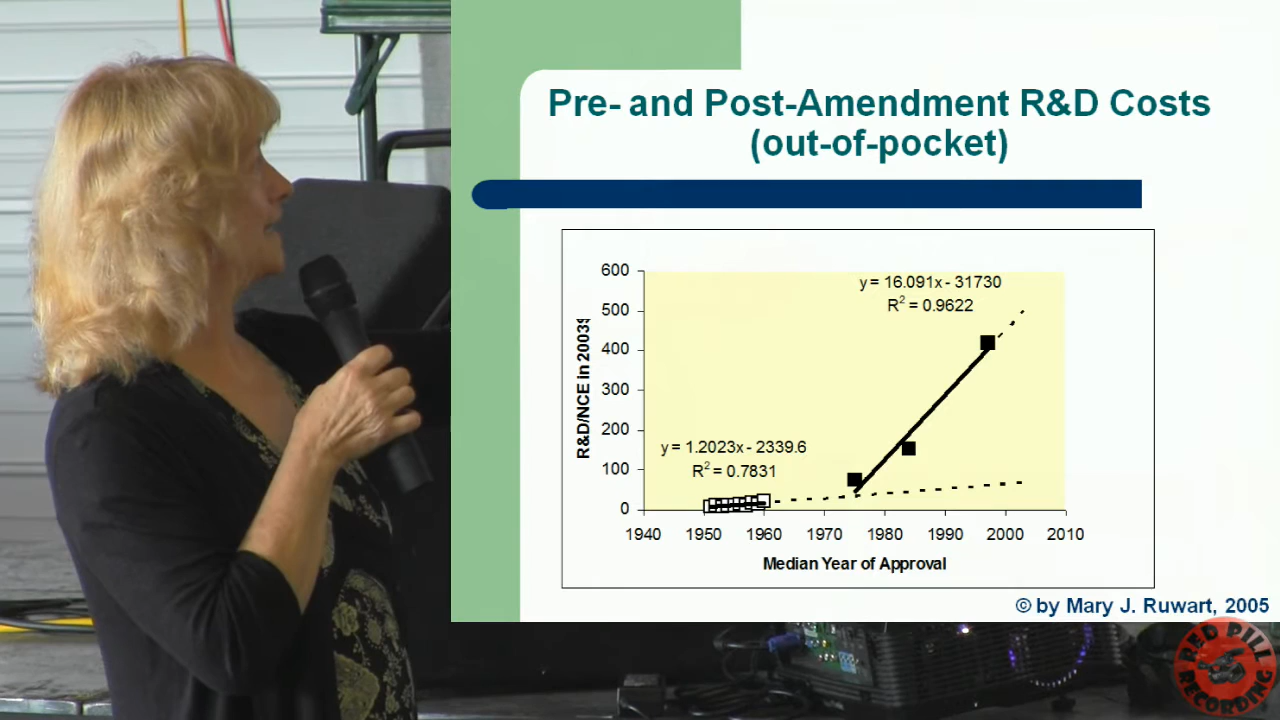 Pre- and Post-Amendment R&D Costs
(out-of-pocket)
R&D/NCE in 2003$
600
500
400
300
200
100
0
y = 16.091x - 31730
R² = 0.9622
y = 1.2023x - 2339.6
R² = 0.7831
1940 1950 1960 1970 1980 1990 2000 2010
Median Year of Approval
© by Mary J. Ruwart, 2005
RED PILL
RECORDING